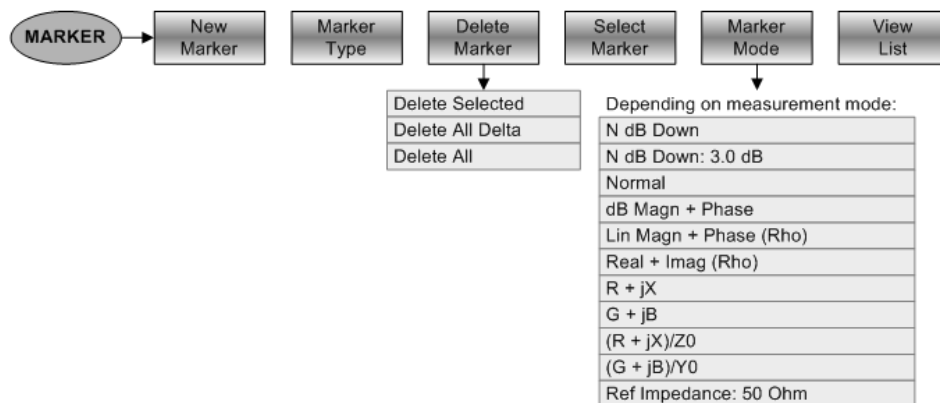 MARKER
New
Marker
Marker
Type
Delete
Marker
Select
Marker
Marker
Mode
View
List
Delete Selected
Delete All Delta
Delete All
Depending on measurement mode:
N dB Down
N dB Down: 3.0 dB
Normal
dB Magn + Phase
Lin Magn + Phase (Rho)
Real + Imag (Rho)
R + jX
G + jB
(R + jX)/Z0
(G + jB)/Y0
Ref Impedance: 50 Ohm